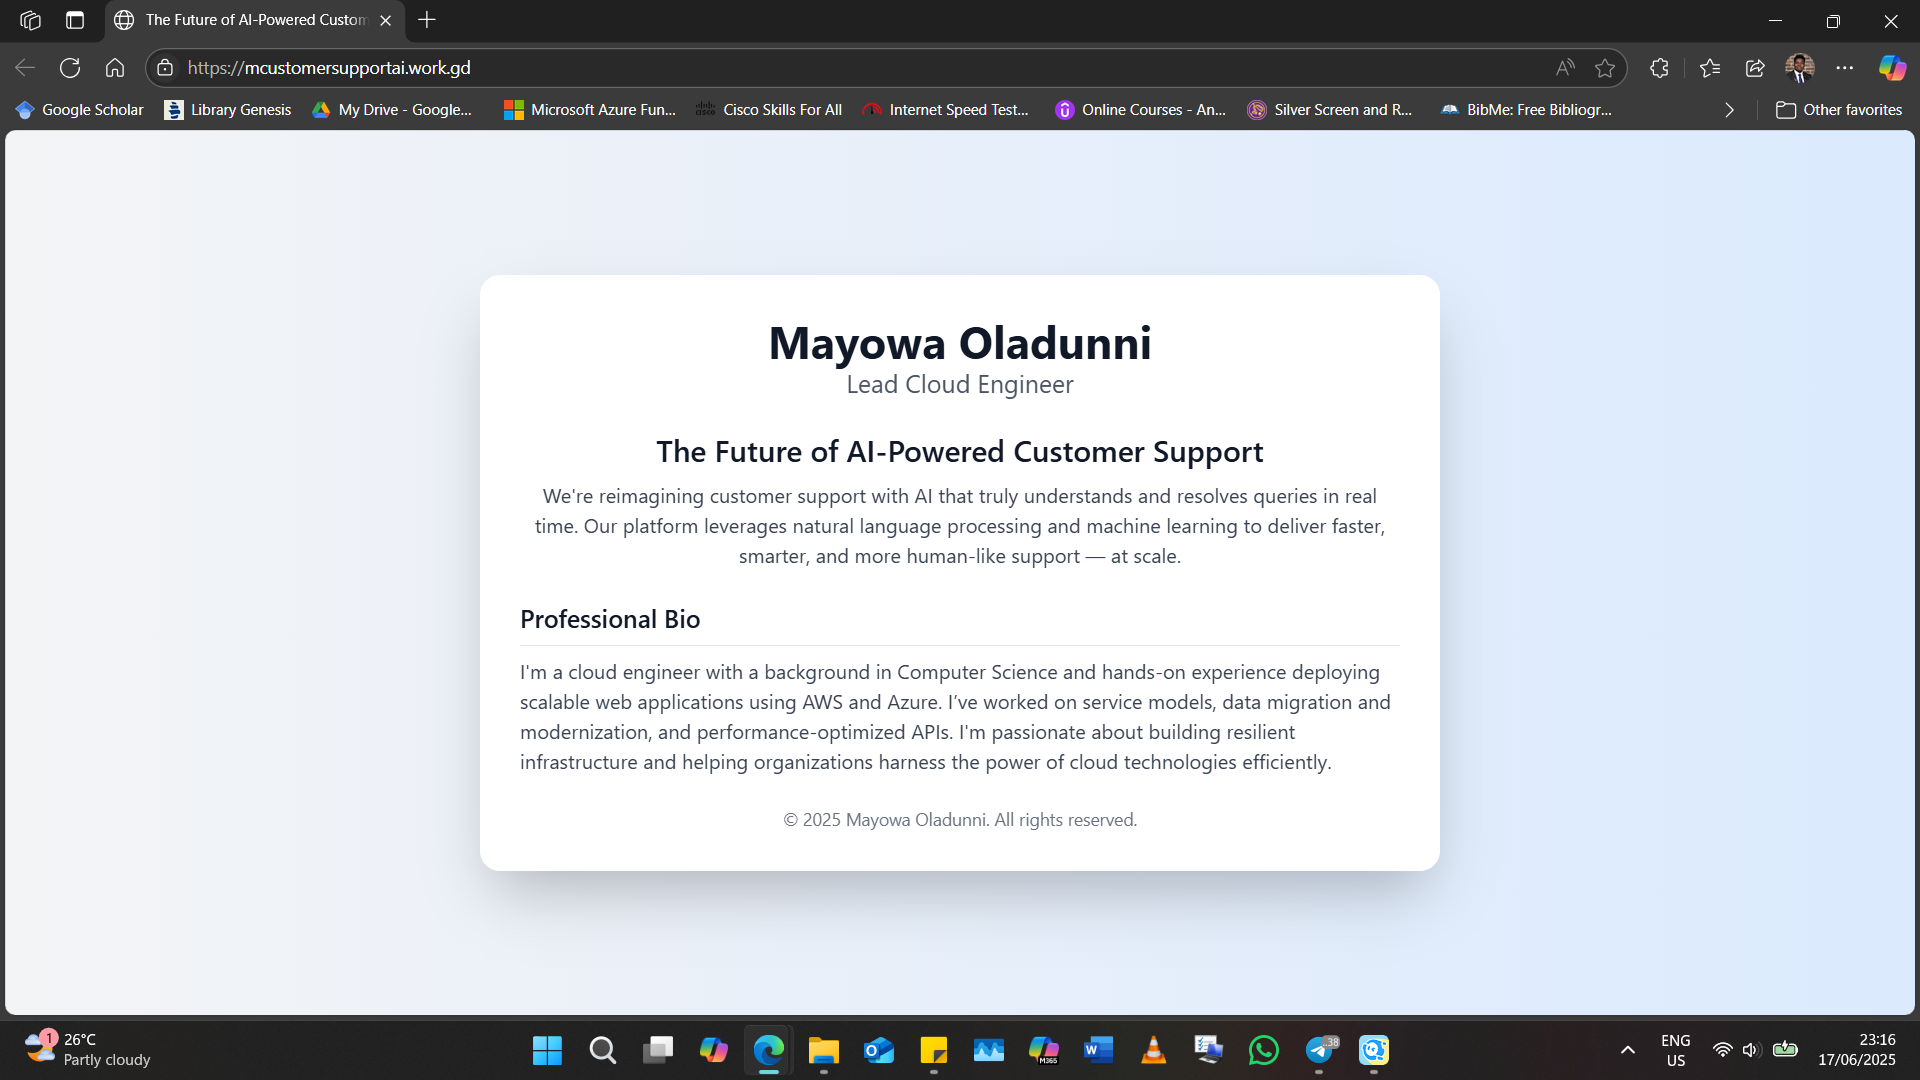 The Future of AI-Powered Custom
https://mcustomersupportai.work.gd
Google Scholar
Library Genesis
My Drive - Google...
Microsoft Azure Fun...
Cisco Skills For All
Internet Speed Test...
Online Courses - An...
Silver Screen and R...
BibMe: Free Bibliogr...
Other favorites
Mayowa Oladunni
Lead Cloud Engineer
The Future of AI-Powered Customer Support
We're reimagining customer support with AI that truly understands and resolves queries in real
time. Our platform leverages natural language processing and machine learning to deliver faster,
smarter, and more human-like support — at scale.
Professional Bio
I'm a cloud engineer with a background in Computer Science and hands-on experience deploying
scalable web applications using AWS and Azure. I’ve worked on service models, data migration and
modernization, and performance-optimized APIs. I'm passionate about building resilient
infrastructure and helping organizations harness the power of cloud technologies efficiently.
© 2025 Mayowa Oladunni. All rights reserved.
1
26°C
Partly cloudy
M365
38
ENG
US
23:16
17/06/2025